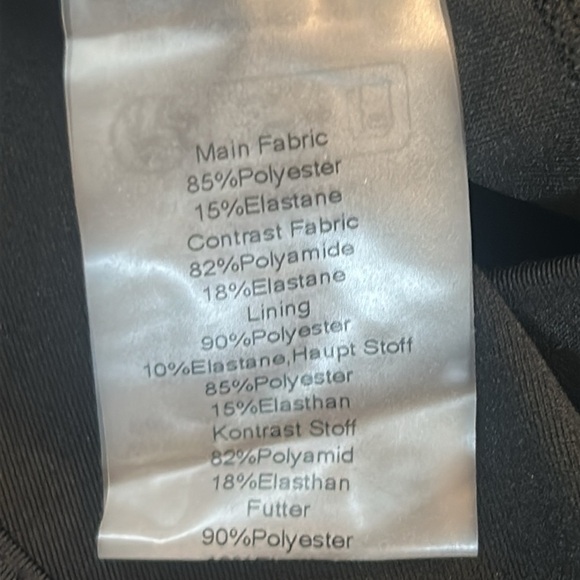 Main Fabric
85%Polyester
15%Elastane
Contrast Fabric
82%Polyamide
18%Elastane
Lining
90%Polyester
10%Elastane,Haupt Stoff
85%Polyester
15%Elasthan
Kontrast Stoff
82%Polyamid
18%Elasthan
Futter
90%Polyester